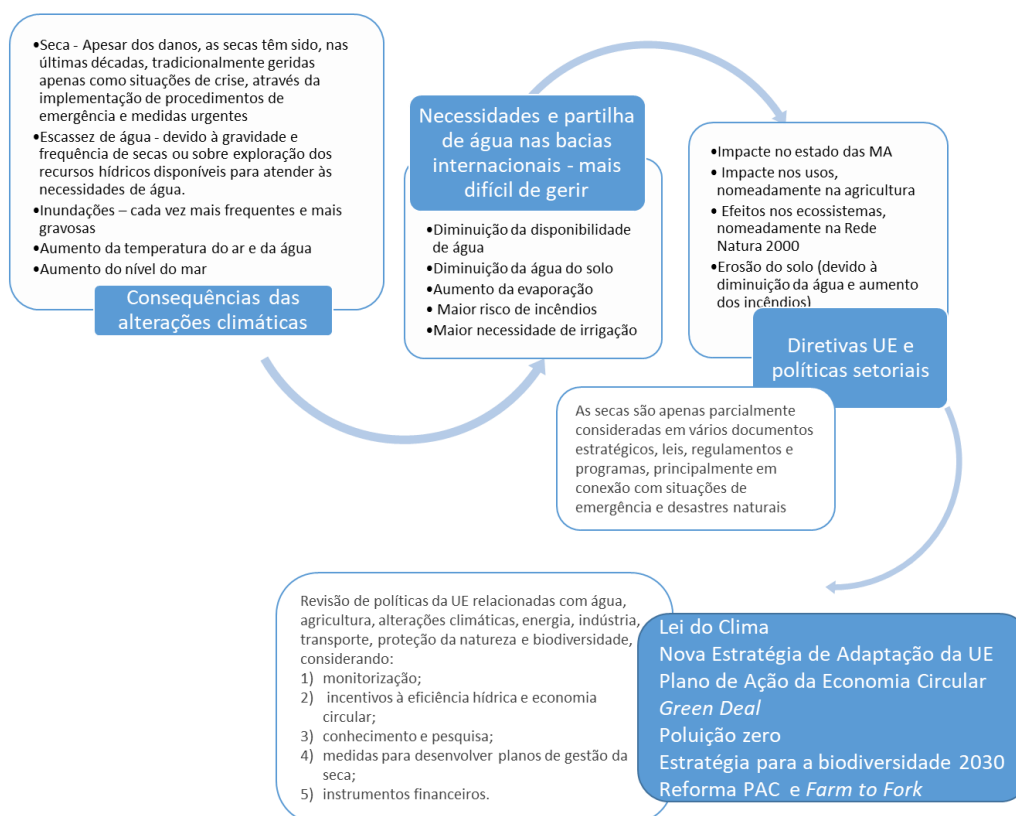 •Seca - Apesar dos danos, as secas têm sido, nas
últimas décadas, tradicionalmente geridas
apenas como situações de crise, através da
implementação de procedimentos de
emergência e medidas urgentes
•Escassez de água - devido à gravidade e
frequência de secas ou sobre exploração dos
recursos hídricos disponíveis para atender às
necessidades de água.
•Inundações – cada vez mais frequentes e mais
gravosas
•Aumento da temperatura do ar e da água
•Aumento do nível do mar
Consequências das
alterações climáticas
Necessidades e partilha
de água nas bacias
internacionais - mais
difícil de gerir
•Diminuição da disponibilidade
de água
•Diminuição da água do solo
•Aumento da evaporação
• Maior risco de incêndios
•Maior necessidade de irrigação
•Impacte no estado das MA
• Impacte nos usos,
nomeadamente na agricultura
• Efeitos nos ecossistemas,
nomeadamente na Rede
Natura 2000
•Erosão do solo (devido à
diminuição da água e aumento
dos incêndios)
Diretivas UE e
políticas setoriais
As secas são apenas parcialmente
consideradas em vários documentos
estratégicos, leis, regulamentos e
programas, principalmente em
conexão com situações de
emergência e desastres naturais
Revisão de políticas da UE relacionadas com água,
agricultura, alterações climáticas, energia, indústria,
transporte, proteção da natureza e biodiversidade,
considerando:
1) monitorização;
2) incentivos à eficiência hídrica e economia
circular;
3) conhecimento e pesquisa;
4) medidas para desenvolver planos de gestão da
seca;
5) instrumentos financeiros.
Lei do Clima
Nova Estratégia de Adaptação da UE
Plano de Ação da Economia Circular
Green Deal
Poluição zero
Estratégia para a biodiversidade 2030
Reforma PAC e Farm to Fork